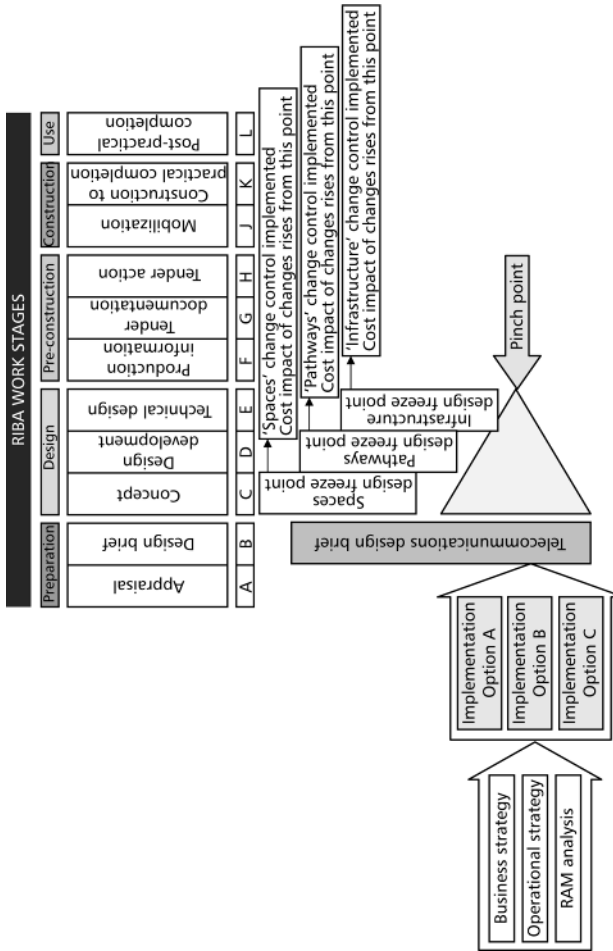 RIBA WORK STAGES
Preparation
Design
Pre-construction
Construction
Use
Appraisal
Design brief
Concept
Design
development
Technical design
Production
information
Tender
documentation
Tender action
Mobilization
Construction to
practical completion
Post-practical
completion
A
B
C
D
E
F
G
H
J
K
L
Spaces
design freeze point
'Spaces' change control implemented
Cost impact of changes rises from this point
Pathways
design freeze point
'Pathways' change control implemented
Cost impact of changes rises from this point
Infrastructure
design freeze point
'Infrastructure' change control implemented
Cost impact of changes rises from this point
Business strategy
Operational strategy
RAM analysis
Implementation
Option A
Implementation
Option B
Implementation
Option C
Telecommunications design brief
Pinch point